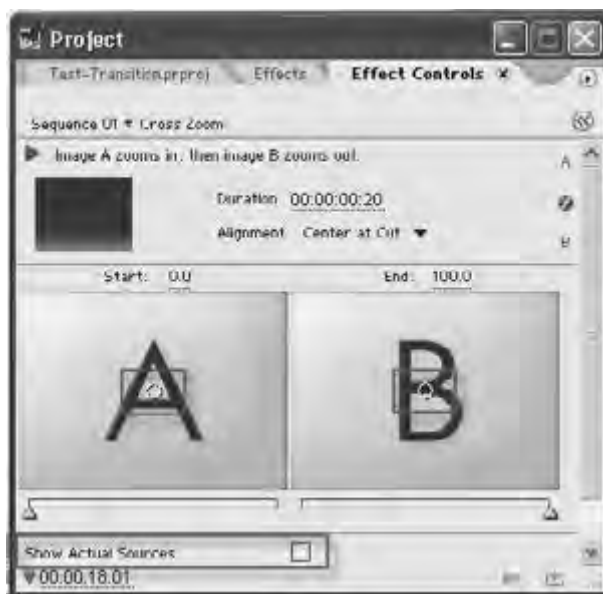 Project
Test-Transition.prproj Effects Effect Controls x
Sequence 01 * Cross Zoom
Image A zooms in, then image B zooms out.
A
Duration 00:00:00:20
Alignment Center at Cut
B
Start: 0.0 End: 100.0
A B
Show Actual Sources
00:00:18:01